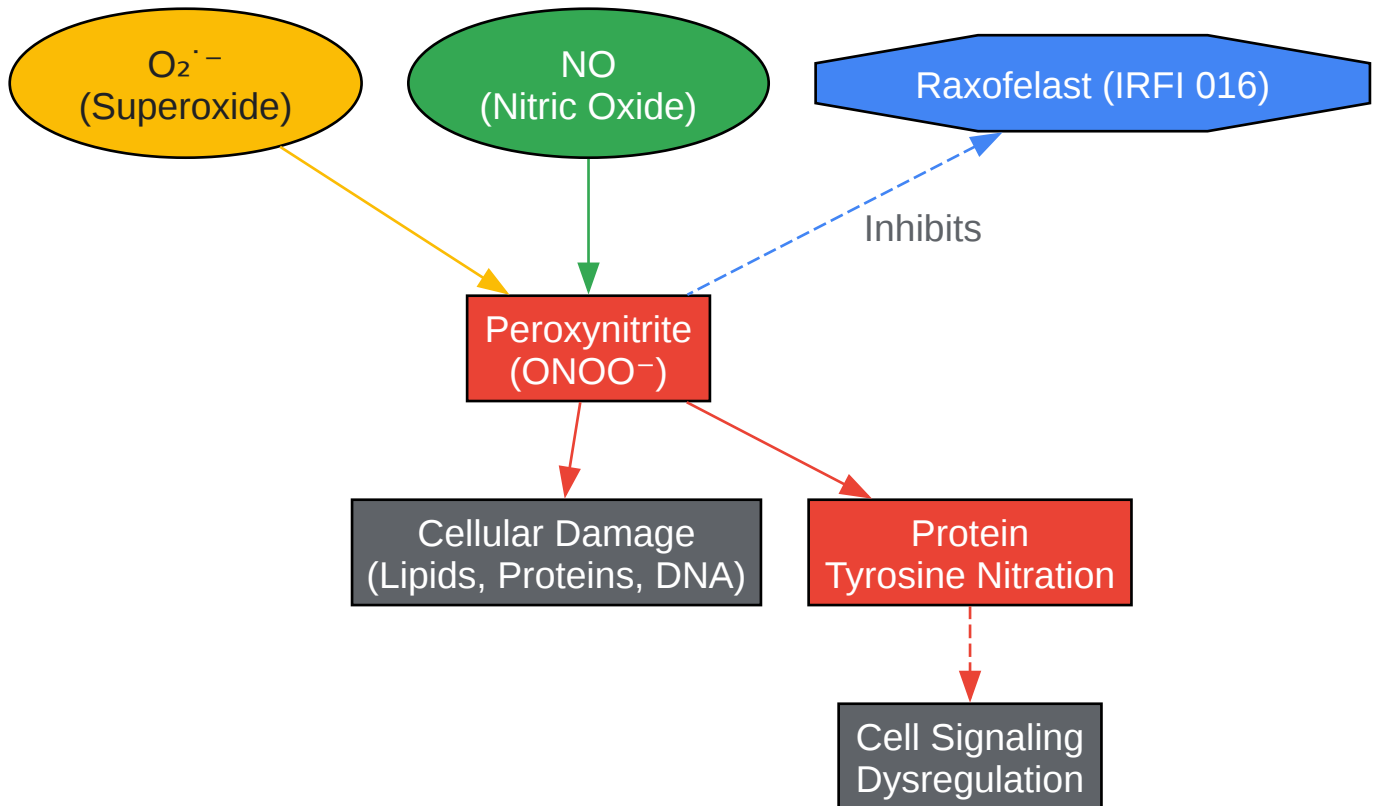 O₂˙⁻
(Superoxide)
NO
(Nitric Oxide)
Raxofelast (IRFI 016)
Inhibits
Peroxynitrite
(ONOO⁻)
Cellular Damage
(Lipids, Proteins, DNA)
Protein
Tyrosine Nitration
Cell Signaling
Dysregulation